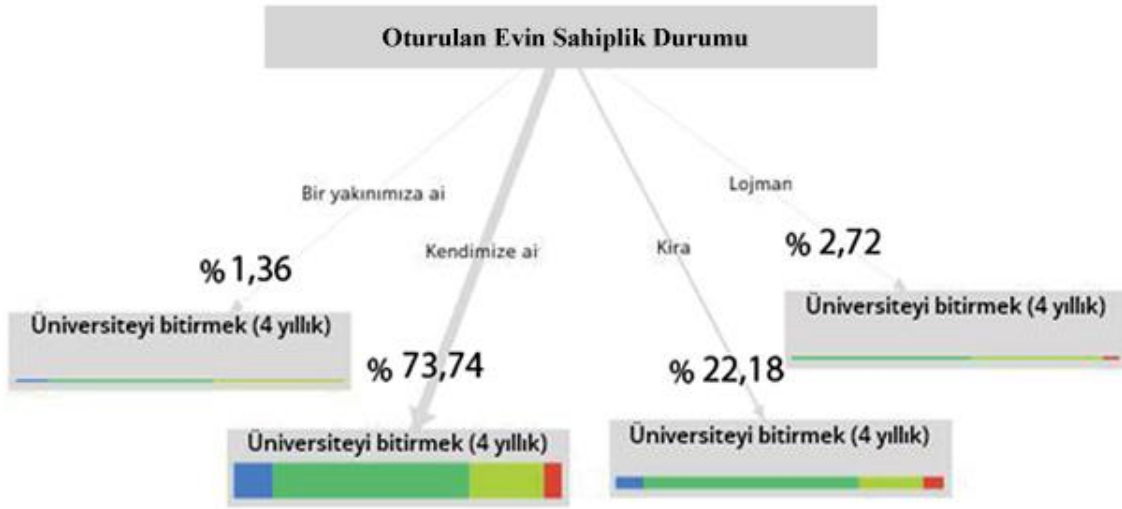 Oturulan Evin Sahiplik Durumu
Bir yakınımıza ai
Kendimize ai
Kira
Lojman
% 1,36
Üniversiteyi bitirmek (4 yıllık)
% 73,74
Üniversiteyi bitirmek (4 yıllık)
% 22,18
Üniversiteyi bitirmek (4 yıllık)
% 2,72
Üniversiteyi bitirmek (4 yıllık)